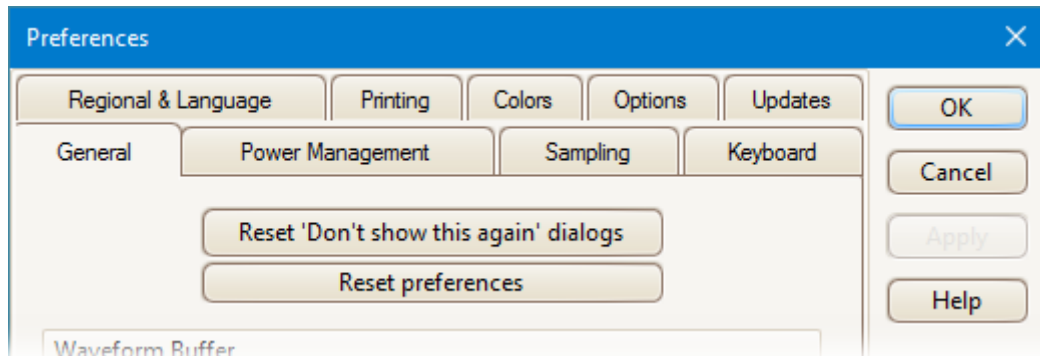 Preferences
Regional & Language Printing Colors Options Updates
General Power Management Sampling Keyboard
OK
Cancel
Apply
Help
Reset 'Don't show this again' dialogs
Reset preferences
Waveform Buffer